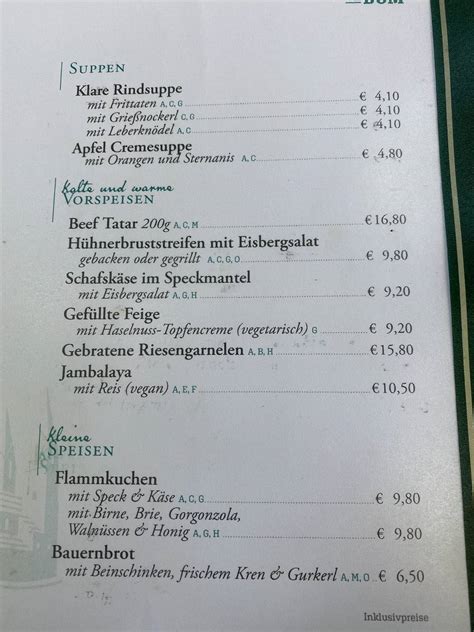 DOM
SUPPEN
Klare Rindsuppe
mit Frittaten A, C, G € 4,10
mit Grießnockerl C, G € 4,10
mit Leberknödel A, C € 4,10
Apfel Cremesuppe
mit Orangen und Sternanis A, C € 4,80
Kalte und warme
VORSPEISEN
Beef Tatar 200g A, C, M €16,80
Hühnerbruststreifen mit Eisbergsalat
gebacken oder gegrillt A, C, G, O € 9,80
Schafskäse im Speckmantel
mit Eisbergsalat A, G, H € 9,20
Gefüllte Feige
mit Haselnuss-Topfencreme (vegetarisch) G € 9,20
Gebratene Riesengarnelen A, B, H €15,80
Jambalaya
mit Reis (vegan) A, E, F €10,50
Kleine
SPEISEN
Flammkuchen
mit Speck & Käse A, C, G € 9,80
mit Birne, Brie, Gorgonzola,
Walnüssen & Honig A, G, H € 9,80
Bauernbrot
mit Beinschinken, frischem Kren & Gurkerl A, M, O € 6,50
Inklusivpreise